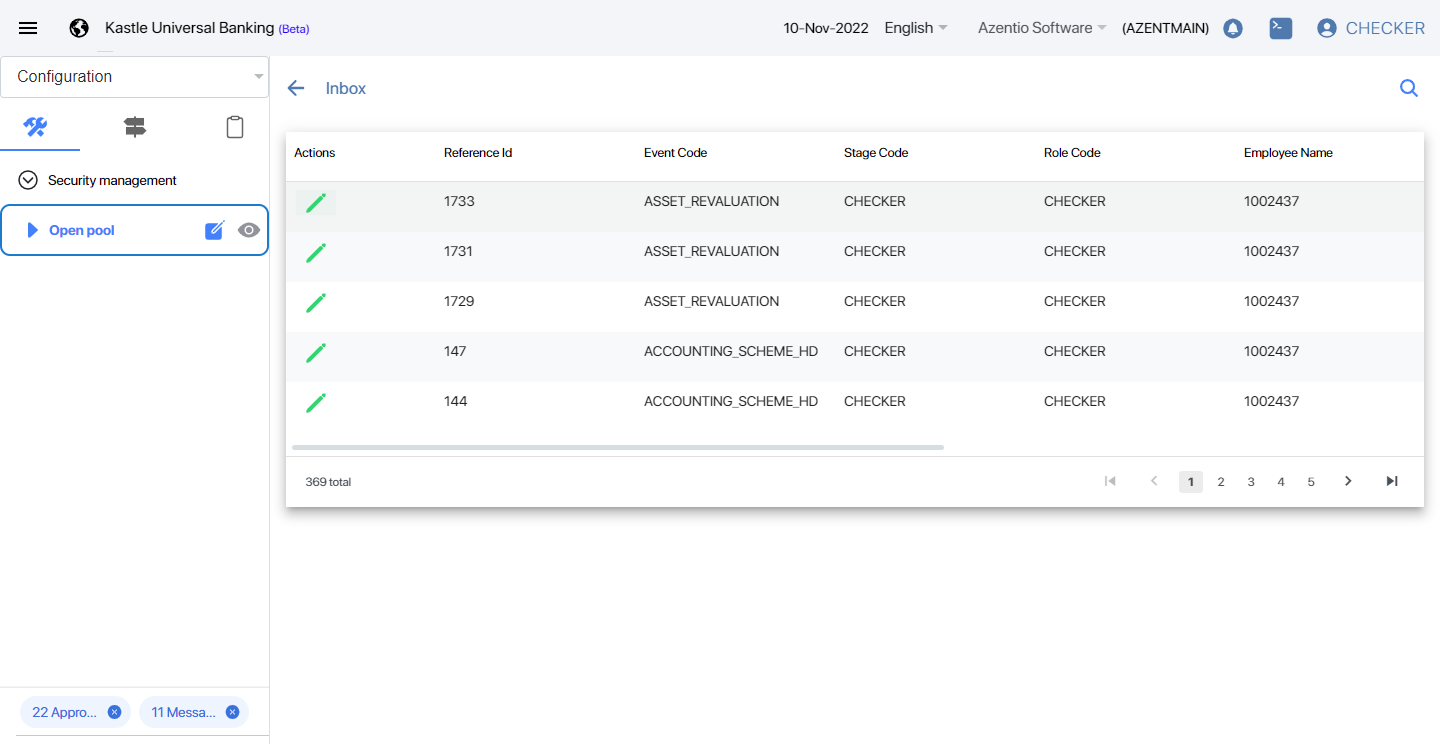 Kastle Universal Banking (Beta)
10-Nov-2022 English Azentio Software (AZENTMAIN) CHECKER
Configuration
Security management
Open pool
22 Appro... 11 Messa...
Inbox
Actions Reference Id Event Code Stage Code Role Code Employee Name
1733 ASSET_REVALUATION CHECKER CHECKER 1002437
1731 ASSET_REVALUATION CHECKER CHECKER 1002437
1729 ASSET_REVALUATION CHECKER CHECKER 1002437
147 ACCOUNTING_SCHEME_HD CHECKER CHECKER 1002437
144 ACCOUNTING_SCHEME_HD CHECKER CHECKER 1002437
369 total 1 2 3 4 5